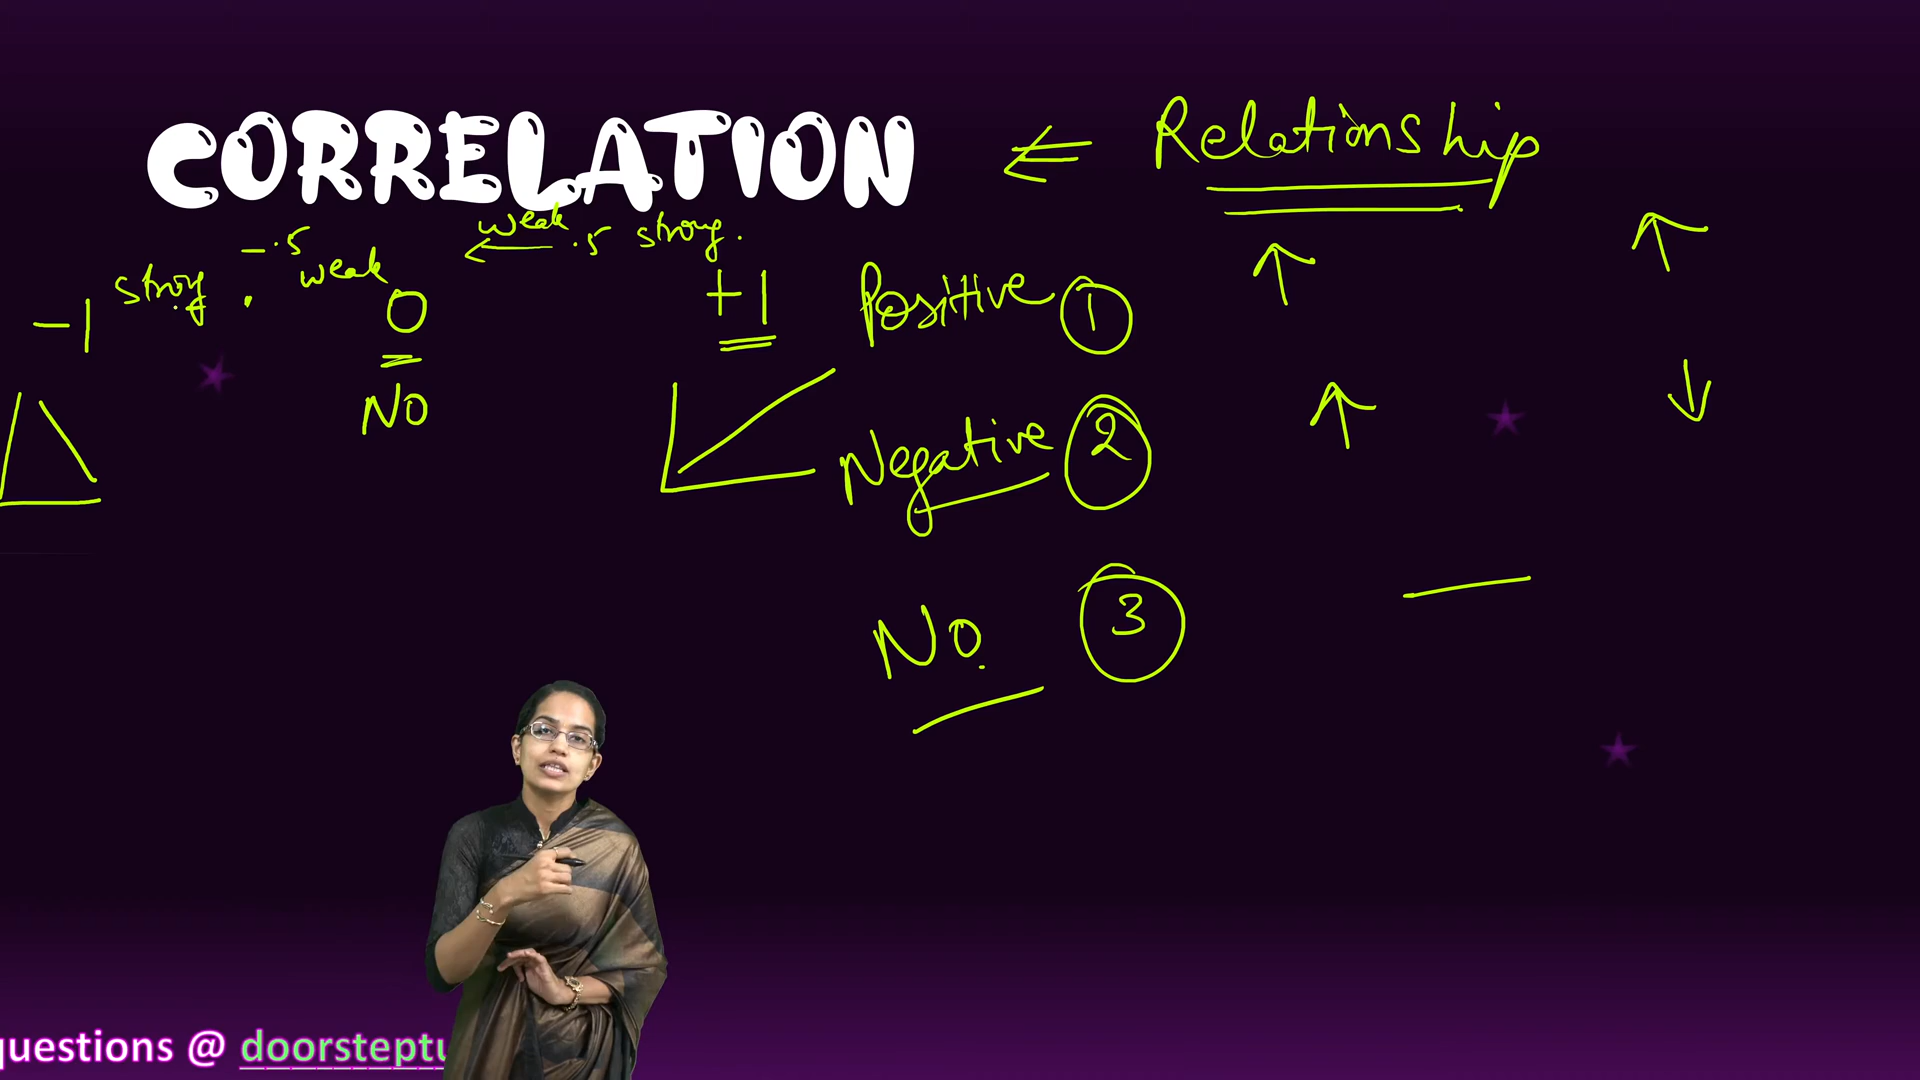 CORRELATION ⇐ Relationship
-.5 weak ← .5 strong.
strong . weak
-1 0 +1 Positive 1 ↑ ↑
NO
Negative 2 ↑ ↓
No 3 —
questions @ doorsteptu